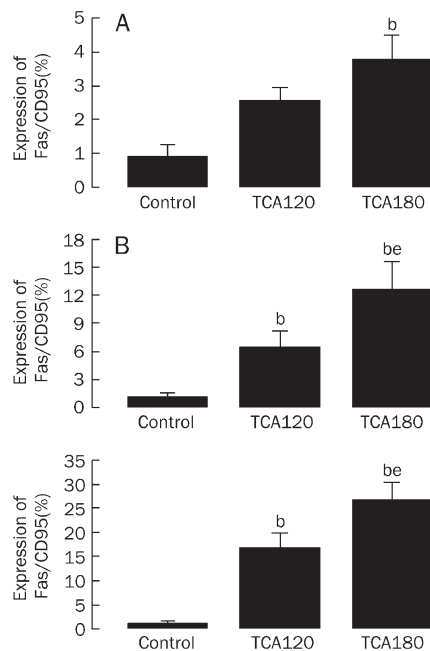 A
Expression of
Fas/CD95(%)
5
4
3
2
1
0
b
Control TCA120 TCA180
B
Expression of
Fas/CD95(%)
18
15
12
9
6
3
0
b be
Control TCA120 TCA180
Expression of
Fas/CD95(%)
35
30
25
20
15
10
5
0
b be
Control TCA120 TCA180